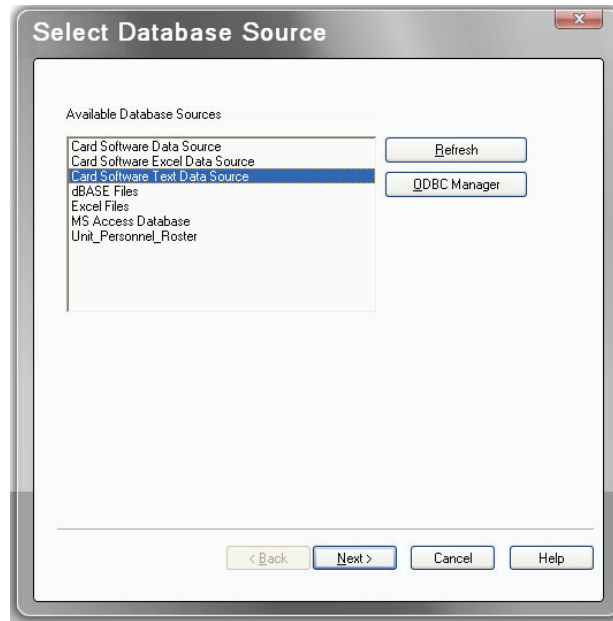 Select Database Source
Available Database Sources
Card Software Data Source
Card Software Excel Data Source
Card Software Text Data Source
dBASE Files
Excel Files
MS Access Database
Unit_Personnel_Roster
Refresh
ODBC Manager
< Back
Next >
Cancel
Help